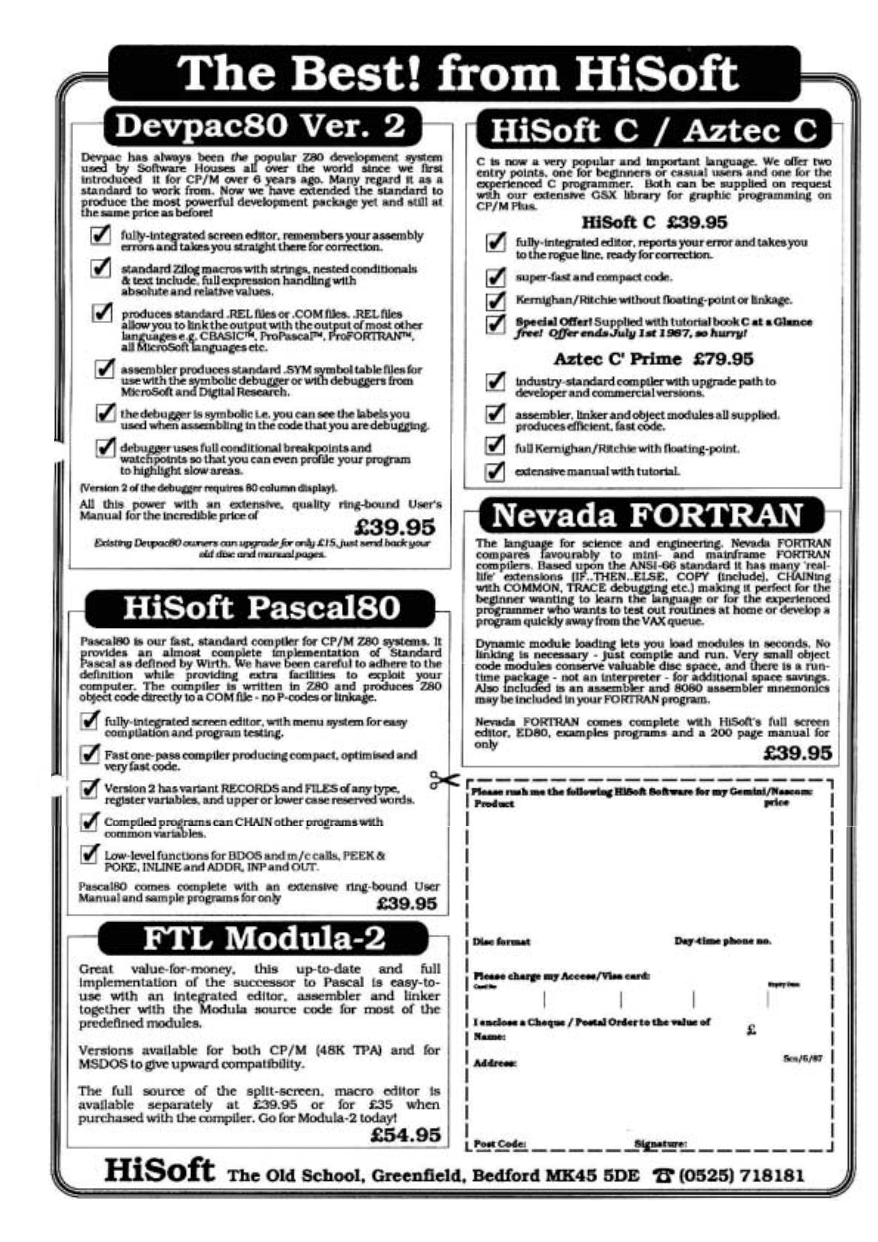 The Best! from HiSoft
Devpac80 Ver. 2
Devpac has always been the popular Z80 development system
used by Software Houses all over the world since we first
introduced it for CP/M over 6 years ago. Many regard it as a
standard to work from. Now we have extended the standard to
produce the most powerful development package yet and still at
the same price as before!
fully-integrated screen editor, remembers your assembly
errors and takes you straight there for correction.
standard Zilog macros with strings, nested conditionals
& text include, full expression handling with
absolute and relative values.
produces standard .REL files or .COM files. .REL files
allow you to link the output with the output of most other
languages e.g. CBASIC™, ProPascal™, ProFORTRAN™,
all MicroSoft languages etc.
assembler produces standard .SYM symbol table files for
use with the symbolic debugger or with debuggers from
MicroSoft and Digital Research.
the debugger is symbolic i.e. you can see the labels you
used when assembling in the code that you are debugging.
debugger uses full conditional breakpoints and
watchpoints so that you can even profile your program
to highlight slow areas.
(Version 2 of the debugger requires 80 column display).
All this power with an extensive, quality ring-bound User's
Manual for the incredible price of
£39.95
Existing Devpac80 owners can upgrade for only £15, just send back your
old disc and manual pages.
HiSoft Pascal80
Pascal80 is our fast, standard compiler for CP/M Z80 systems. It
provides an almost complete implementation of Standard
Pascal as defined by Wirth. We have been careful to adhere to the
definition while providing extra facilities to exploit your
computer. The compiler is written in Z80 and produces Z80
object code directly to a COM file - no P-codes or linkage.
fully-integrated screen editor, with menu system for easy
compilation and program testing.
Fast one-pass compiler producing compact, optimised and
very fast code.
Version 2 has variant RECORDS and FILES of any type,
register variables, and upper or lower case reserved words.
Compiled programs can CHAIN other programs with
common variables.
Low-level functions for BDOS and m/c calls, PEEK &
POKE, INLINE and ADDR, INP and OUT.
Pascal80 comes complete with an extensive ring-bound User
Manual and sample programs for only
£39.95
FTL Modula-2
Great value-for-money, this up-to-date and full
implementation of the successor to Pascal is easy-to-
use with an integrated editor, assembler and linker
together with the Modula source code for most of the
predefined modules.
Versions available for both CP/M (48K TPA) and for
MSDOS to give upward compatibility.
The full source of the split-screen, macro editor is
available separately at £39.95 or for £35 when
purchased with the compiler. Go for Modula-2 today!
£54.95
HiSoft C / Aztec C
C is now a very popular and important language. We offer two
entry points, one for beginners or casual users and one for the
experienced C programmer. Both can be supplied on request
with our extensive GSX library for graphic programming on
CP/M Plus.
HiSoft C £39.95
fully-integrated editor, reports your error and takes you
to the rogue line, ready for correction.
super-fast and compact code.
Kernighan/Ritchie without floating-point or linkage.
Special Offer! Supplied with tutorial book C at a Glance
free! Offer ends July 1st 1987, so hurry!
Aztec C' Prime £79.95
industry-standard compiler with upgrade path to
developer and commercial versions.
assembler, linker and object modules all supplied.
produces efficient, fast code.
full Kernighan/Ritchie with floating-point.
extensive manual with tutorial.
Nevada FORTRAN
The language for science and engineering. Nevada FORTRAN
compares favourably to mini- and mainframe FORTRAN
compilers. Based upon the ANSI-66 standard it has many 'real-
life' extensions (IF..THEN..ELSE, COPY (include), CHAINing
with COMMON, TRACE debugging etc.) making it perfect for the
beginner wanting to learn the language or for the experienced
programmer who wants to test out routines at home or develop a
program quickly away from the VAX queue.
Dynamic module loading lets you load modules in seconds. No
linking is necessary - just compile and run. Very small object
code modules conserve valuable disc space, and there is a run-
time package - not an interpreter - for additional space savings.
Also included is an assembler and 8080 assembler mnemonics
may be included in your FORTRAN program.
Nevada FORTRAN comes complete with HiSoft's full screen
editor, ED80, examples programs and a 200 page manual for
only
£39.95
Please rush me the following HiSoft Software for my Gemini/Nascom:
Product price
Disc format Day-time phone no.
Please charge my Access/Visa card:
Card No Expiry Date
I enclose a Cheque / Postal Order to the value of £
Name:
Address: Scn/6/87
Post Code: Signature:
HiSoft The Old School, Greenfield, Bedford MK45 5DE ☎ (0525) 718181